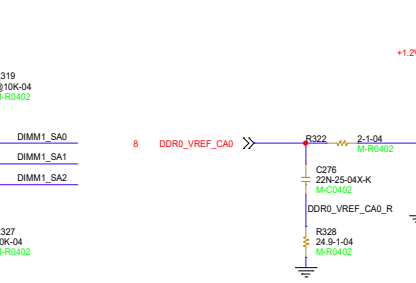 +1.2V
319
@10K-04
-R0402
DIMM1_SA0
DIMM1_SA1
DIMM1_SA2
8 DDR0_VREF_CA0
R322 2-1-04
M-R0402
C276
22N-25-04X-K
M-C0402
DDR0_VREF_CA0_R
R328
24.9-1-04
M-R0402
327
0K-04
-R0402